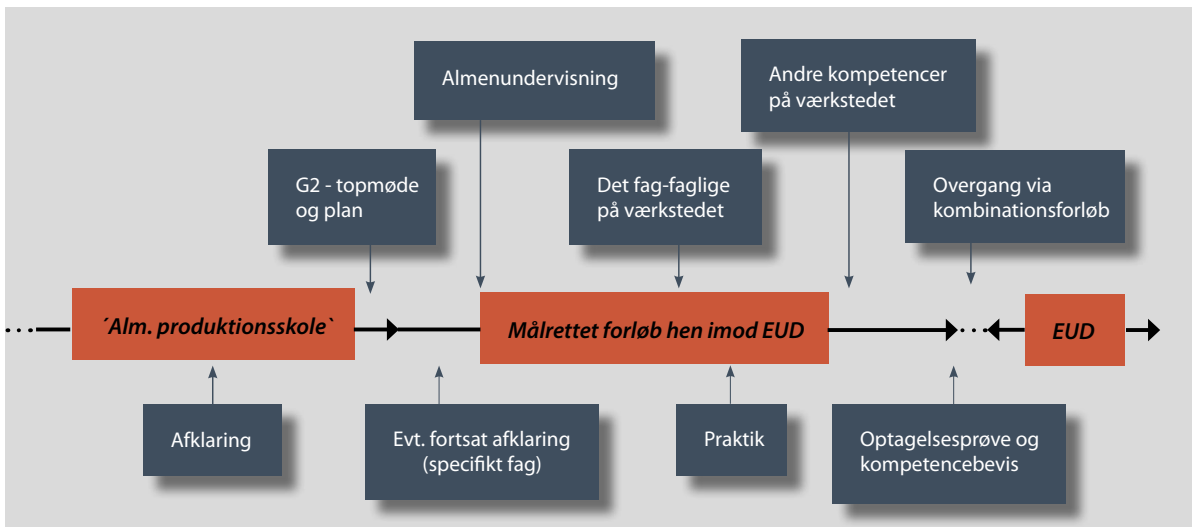 Almenundervisning
Andre kompetencer
på værkstedet
G2 - topmøde
og plan
Det fag-faglige
på værkstedet
Overgang via
kombinationsforløb
´Alm. produktionsskole`
Målrettet forløb hen imod EUD
EUD
Afklaring
Evt. fortsat afklaring
(specifikt fag)
Praktik
Optagelsesprøve og
kompetencebevis